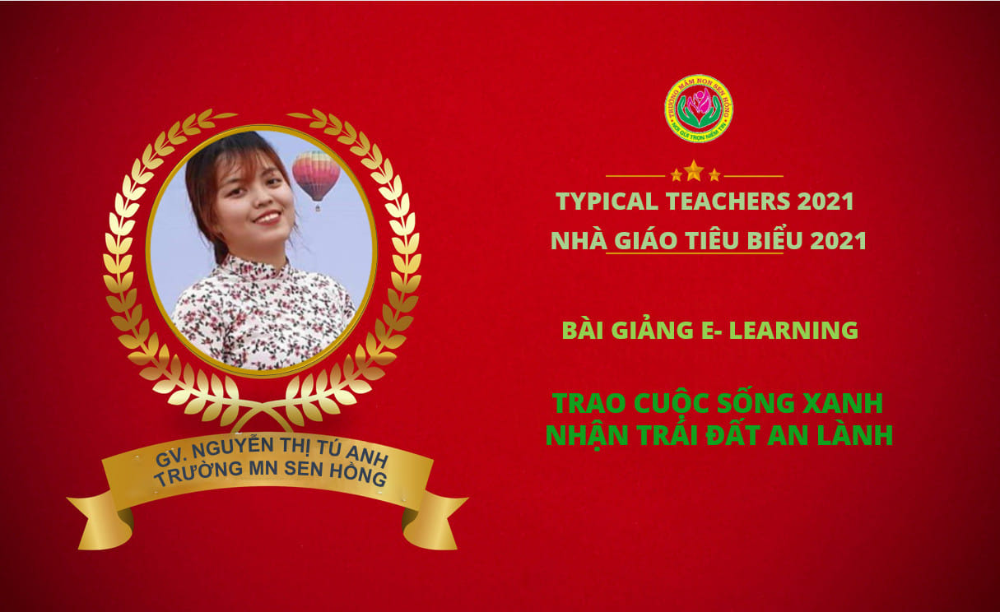 TRƯỜNG MẦM NON SEN HỒNG
NƠI GỬI TRỌN NIỀM TIN
TYPICAL TEACHERS 2021
NHÀ GIÁO TIÊU BIỂU 2021
BÀI GIẢNG E- LEARNING
TRAO CUỘC SỐNG XANH
NHẬN TRÁI ĐẤT AN LÀNH
GV. NGUYỄN THỊ TÚ ANH
TRƯỜNG MN SEN HỒNG